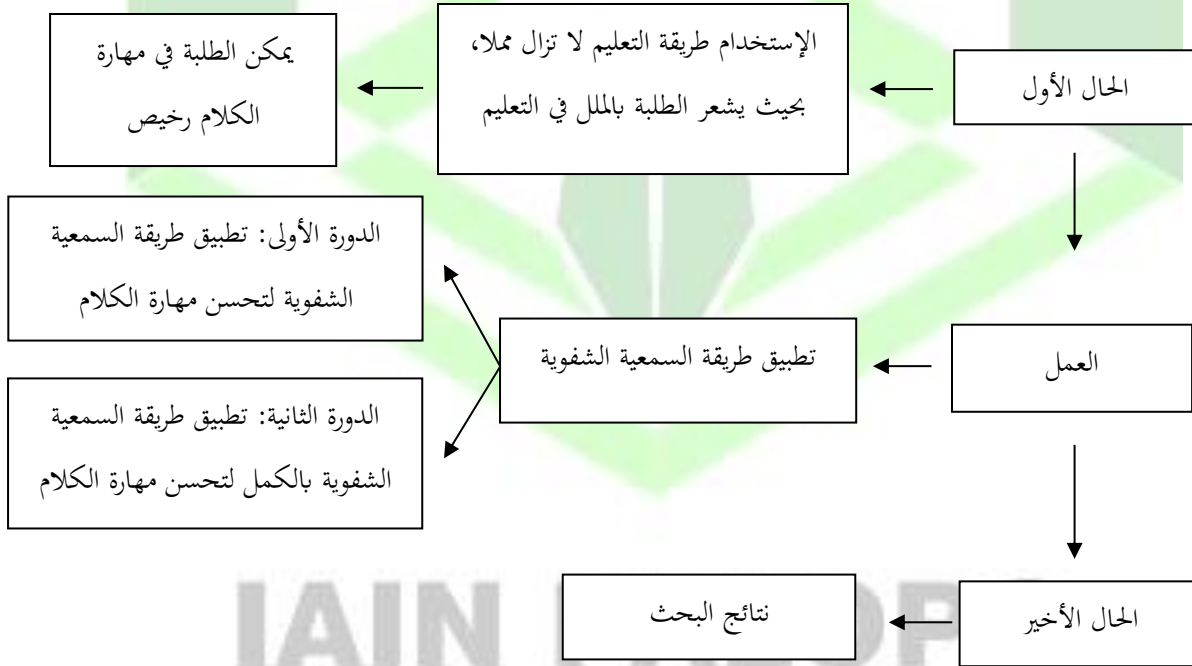 الحال الأول
الإستخدام طريقة التعليم لا تزال مملا،
بحيث يشعر الطلبة بالملل في التعليم
يمكن الطلبة في مهارة
الكلام رخيص
العمل
تطبيق طريقة السمعية الشفوية
الدورة الأولى: تطبيق طريقة السمعية
الشفوية لتحسن مهارة الكلام
الدورة الثانية: تطبيق طريقة السمعية
الشفوية بالكمل لتحسن مهارة الكلام
الحال الأخير
نتائج البحث
IAIN